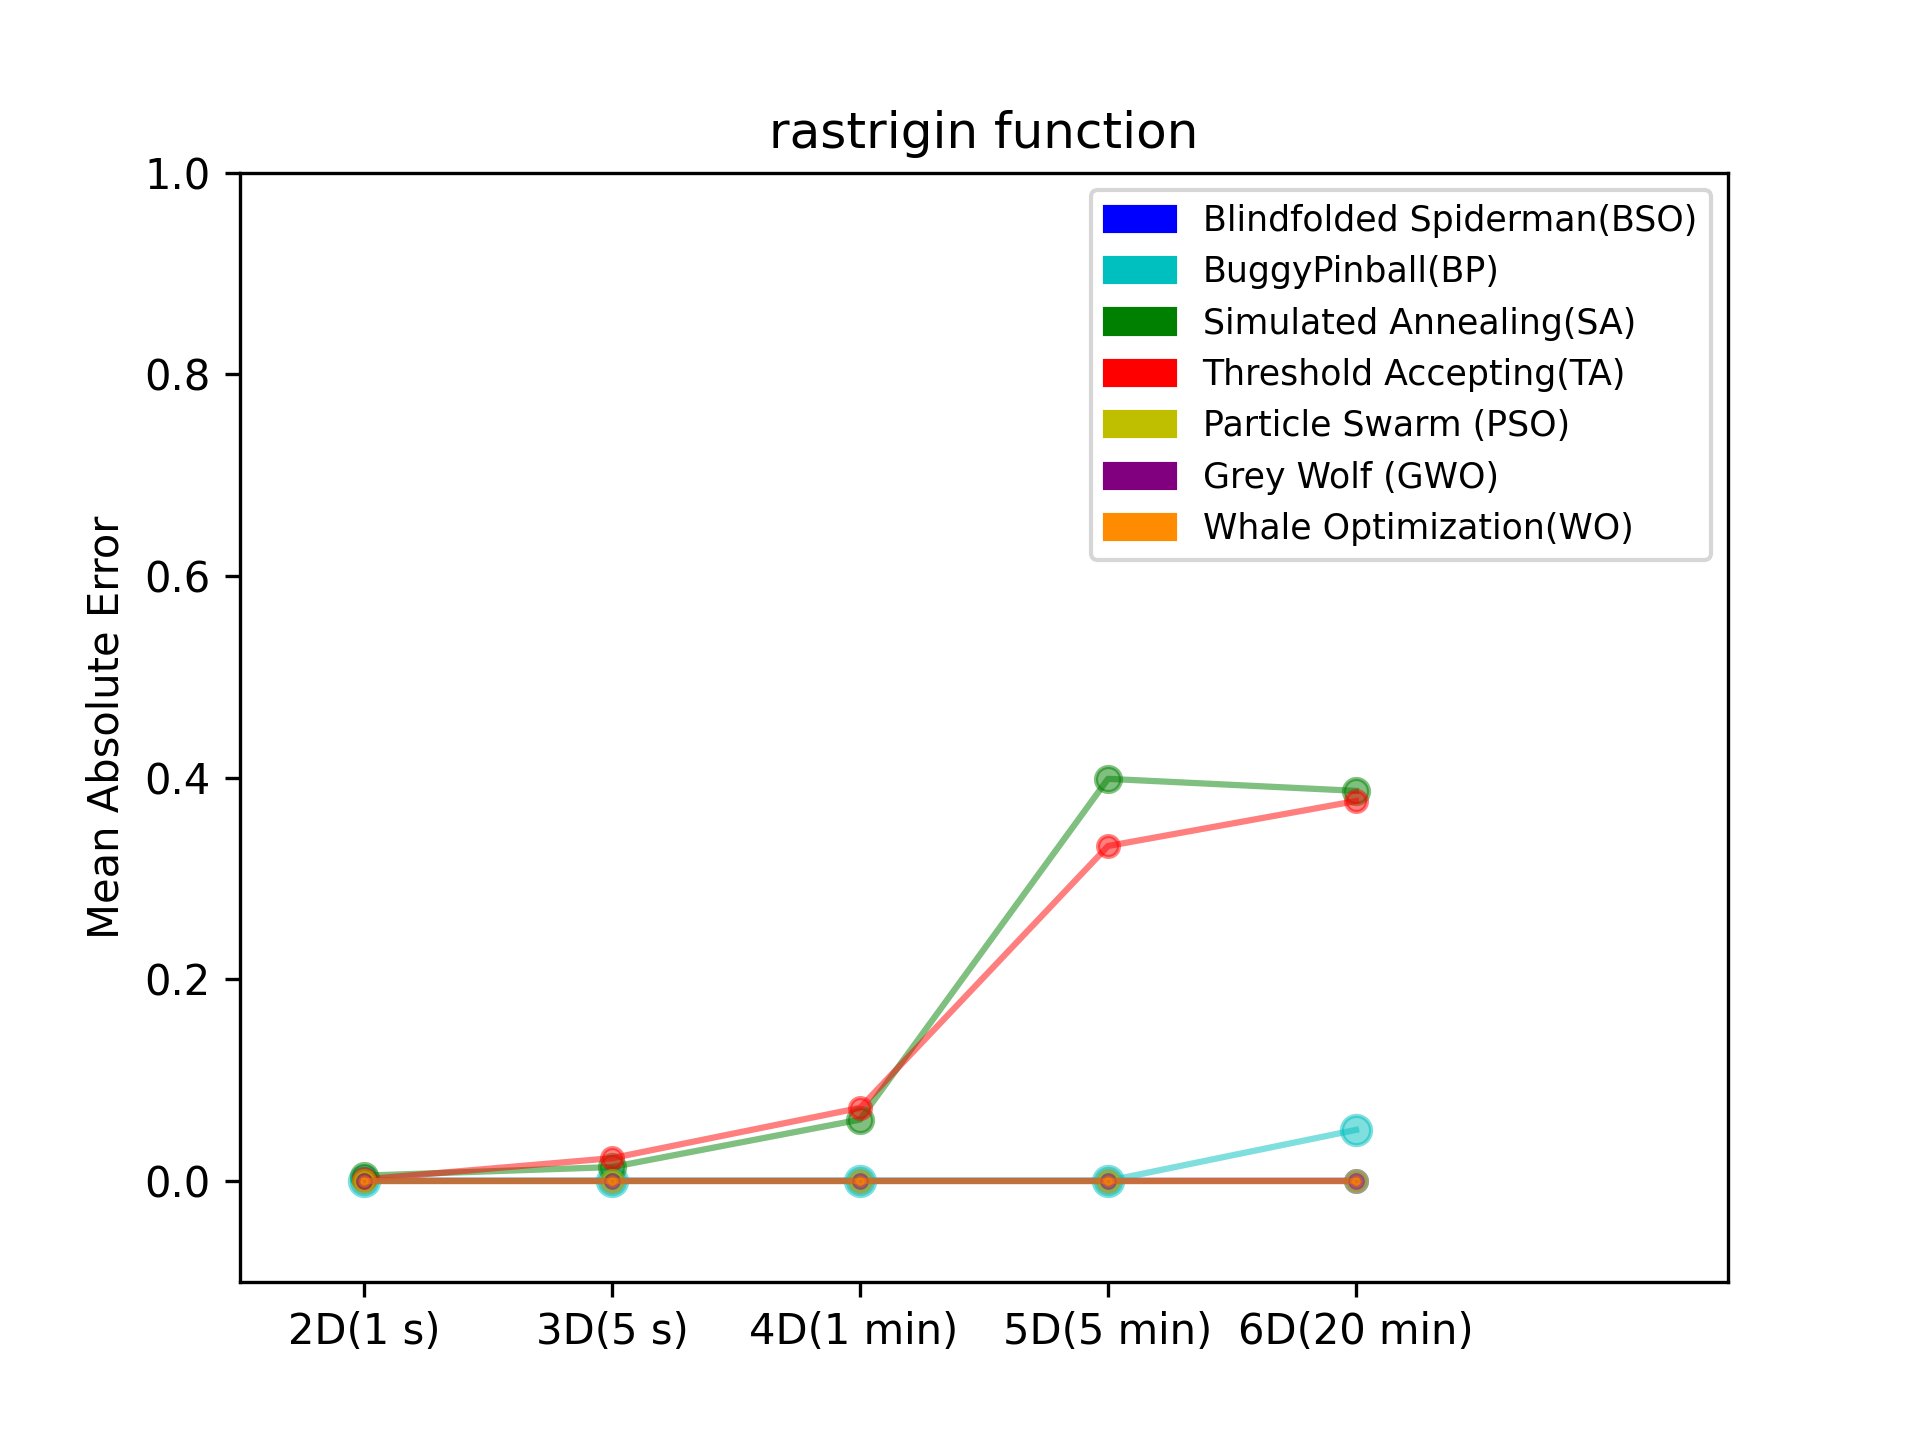 rastrigin function
1.0
0.8
0.6
0.4
0.2
0.0
Mean Absolute Error
Blindfolded Spiderman(BSO)
BuggyPinball(BP)
Simulated Annealing(SA)
Threshold Accepting(TA)
Particle Swarm (PSO)
Grey Wolf (GWO)
Whale Optimization(WO)
2D(1 s) 3D(5 s) 4D(1 min) 5D(5 min) 6D(20 min)